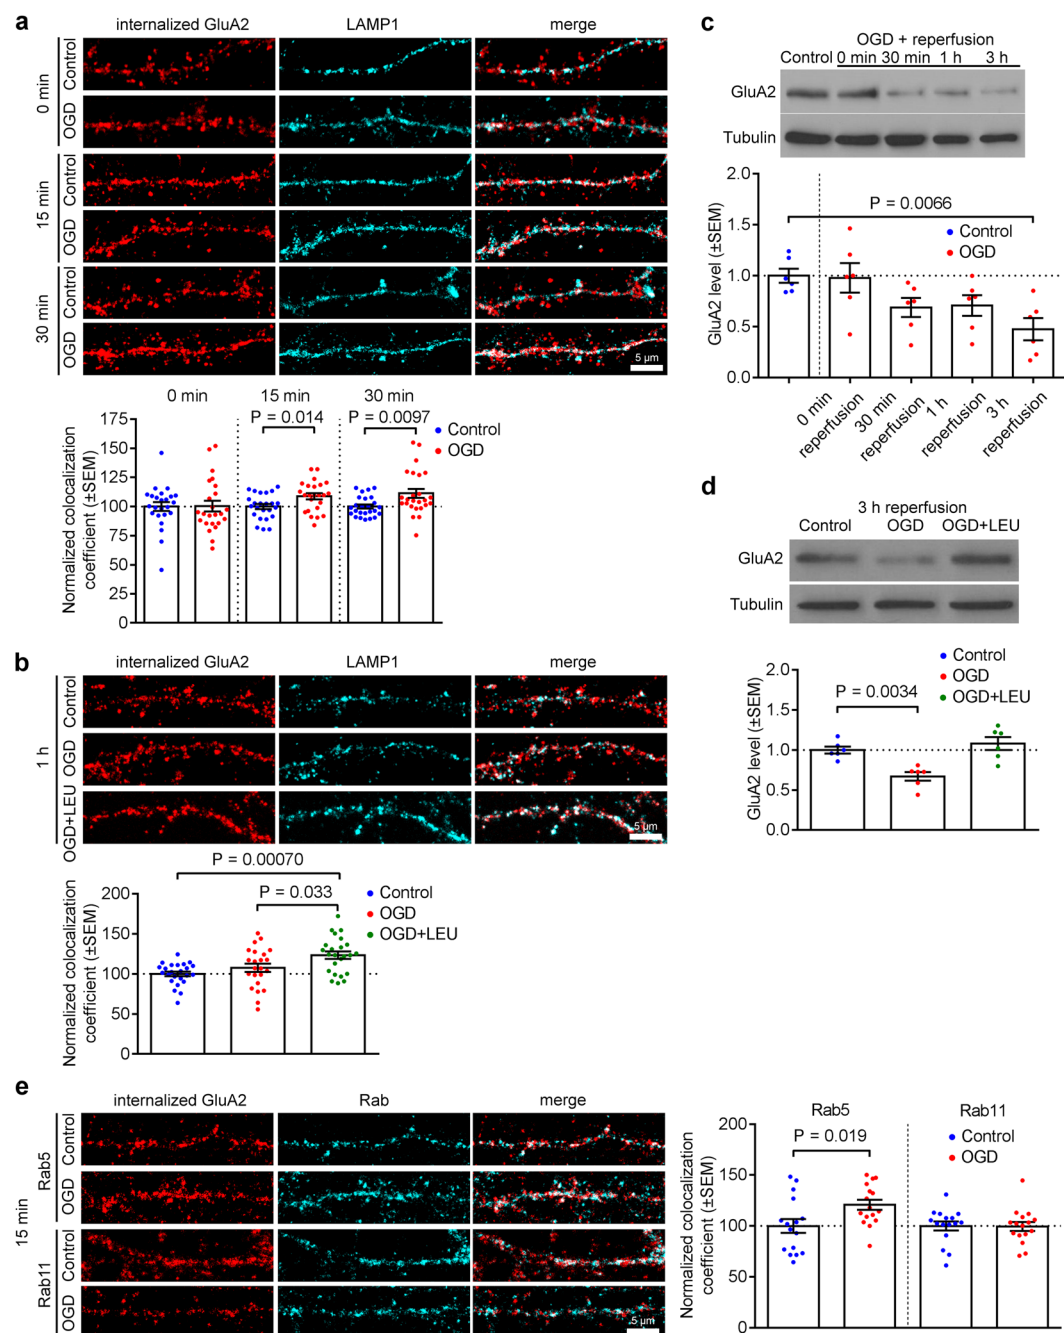 a
internalized GluA2 LAMP1 merge
0 min
Control
OGD
15 min
Control
OGD
30 min
Control
OGD
5 µm
0 min 15 min 30 min
P = 0.014 P = 0.0097
Control
OGD
Normalized colocalization
coefficient (±SEM)
175
150
125
100
75
50
25
0
b
internalized GluA2 LAMP1 merge
1 h
Control
OGD
OGD+LEU
5 µm
P = 0.00070
P = 0.033
Control
OGD
OGD+LEU
Normalized colocalization
coefficient (±SEM)
200
150
100
50
0
c
OGD + reperfusion
Control 0 min 30 min 1 h 3 h
GluA2
Tubulin
P = 0.0066
Control
OGD
GluA2 level (±SEM)
2.0
1.5
1.0
0.5
0.0
0 min
reperfusion
30 min
reperfusion
1 h
reperfusion
3 h
reperfusion
d
3 h reperfusion
Control OGD OGD+LEU
GluA2
Tubulin
Control
OGD
OGD+LEU
P = 0.0034
GluA2 level (±SEM)
2.0
1.5
1.0
0.5
0.0
e
internalized GluA2 Rab merge
15 min
Rab5
Control
OGD
Rab11
Control
OGD
5 µm
Rab5 Rab11
P = 0.019
Control
OGD
Normalized colocalization
coefficient (±SEM)
200
150
100
50
0